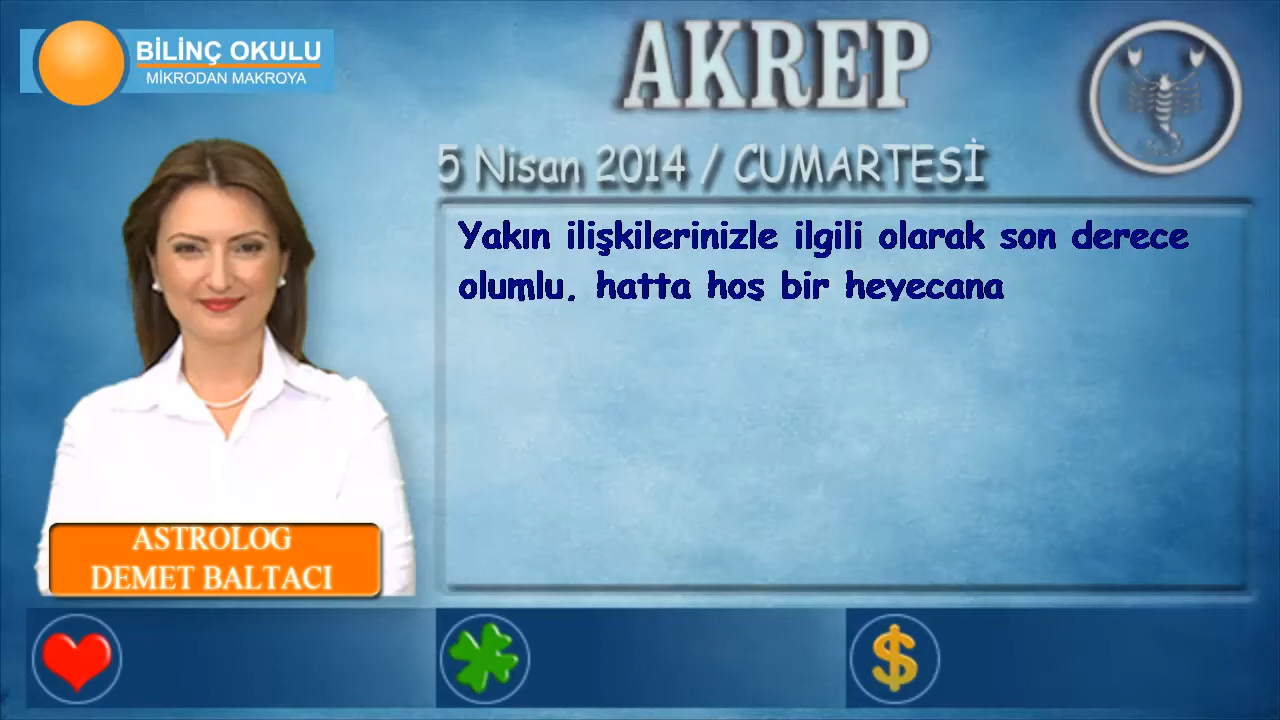 BİLİNÇ OKULU
MİKRODAN MAKROYA
AKREP
5 Nisan 2014 / CUMARTESİ
Yakın ilişkilerinizle ilgili olarak son derece
olumlu, hatta hoş bir heyecana
ASTROLOG
DEMET BALTACI